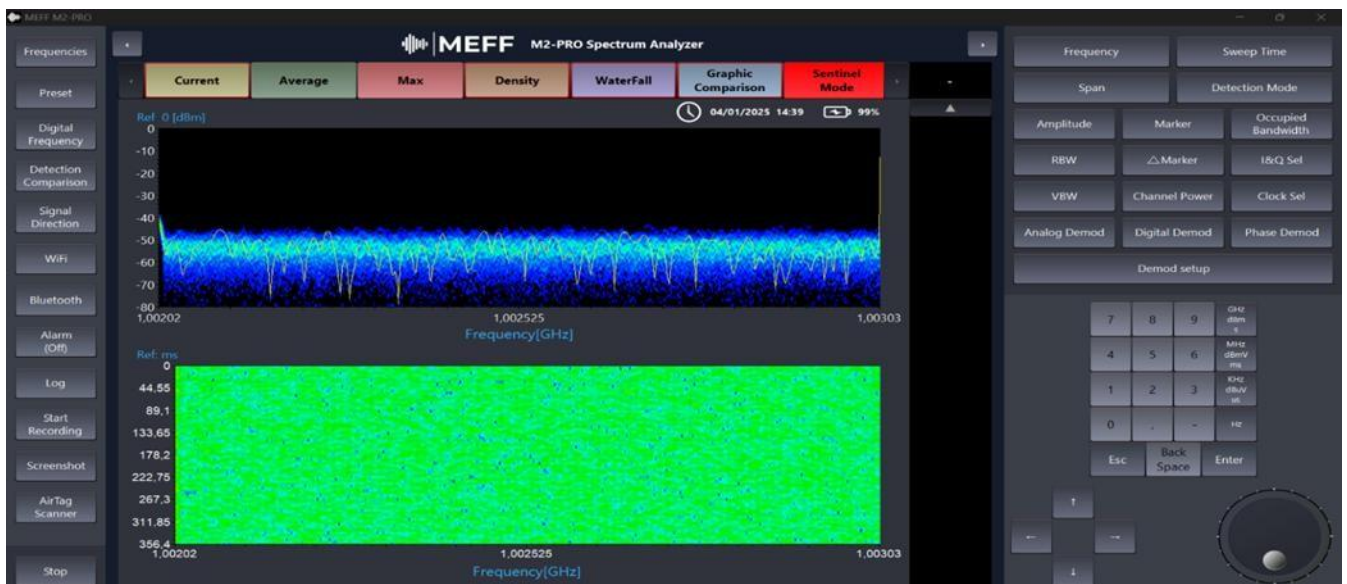 MEFF M2-PRO
Frequencies
Preset
Digital
Frequency
Detection
Comparison
Signal
Direction
WiFi
Bluetooth
Alarm
(Off)
Log
Start
Recording
Screenshot
AirTag
Scanner
Stop
MEFF M2-PRO Spectrum Analyzer
Current
Average
Max
Density
WaterFall
Graphic
Comparison
Sentinel
Mode
04/01/2025 14:39 99%
Ref 0 [dBm]
0
-10
-20
-30
-40
-50
-60
-70
-80
1,00202 1,002525 1,00303
Frequency[GHz]
Ref: ms
0
44,55
89,1
133,65
178,2
222,75
267,3
311,85
356,4
1,00202 1,002525 1,00303
Frequency[GHz]
Frequency
Sweep Time
Span
Detection Mode
Amplitude
Marker
Occupied
Bandwidth
RBW
△Marker
I&Q Sel
VBW
Channel Power
Clock Sel
Analog Demod
Digital Demod
Phase Demod
Demod setup
7 8 9
GHz
dBm
s
4 5 6
MHz
dBmV
ms
1 2 3
KHz
dBuV
us
0 . - Hz
Esc
Back
Space
Enter
↑
← →
↓